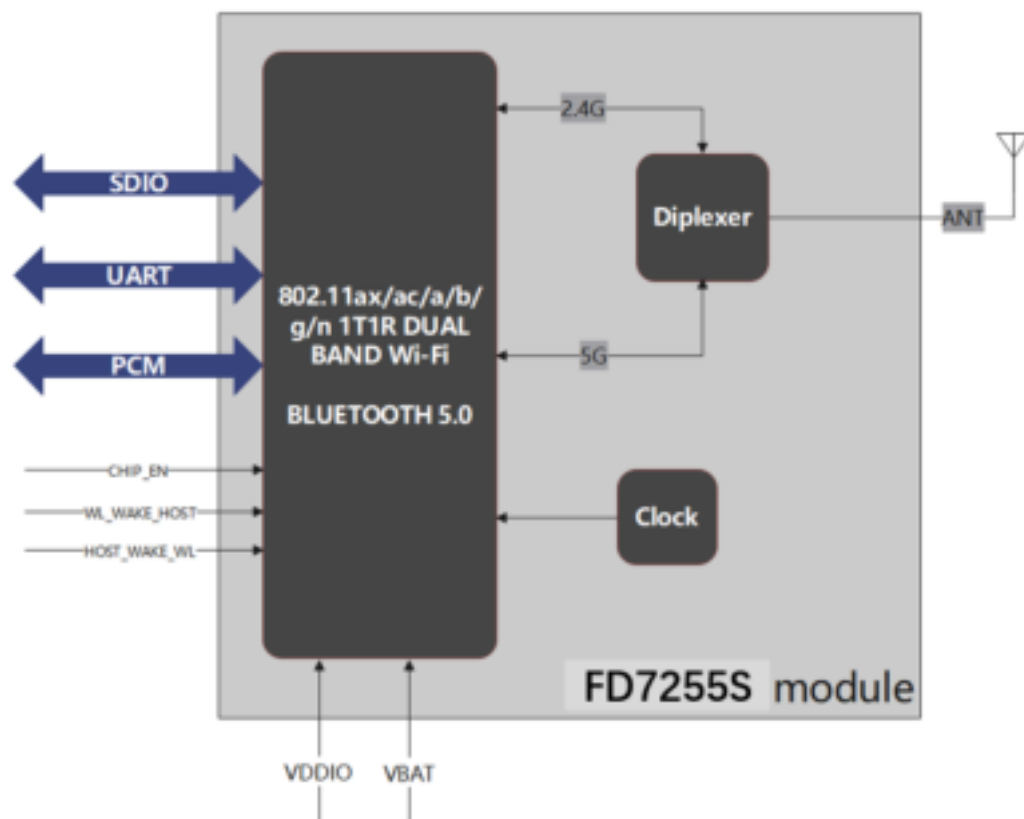 2.4G
SDIO
Diplexer
ANT
UART
802.11ax/ac/a/b/
g/n 1T1R DUAL
BAND Wi-Fi
5G
PCM
BLUETOOTH 5.0
CHIP_EN
WL_WAKE_HOST
Clock
HOST_WAKE_WL
FD7255S module
VDDIO
VBAT